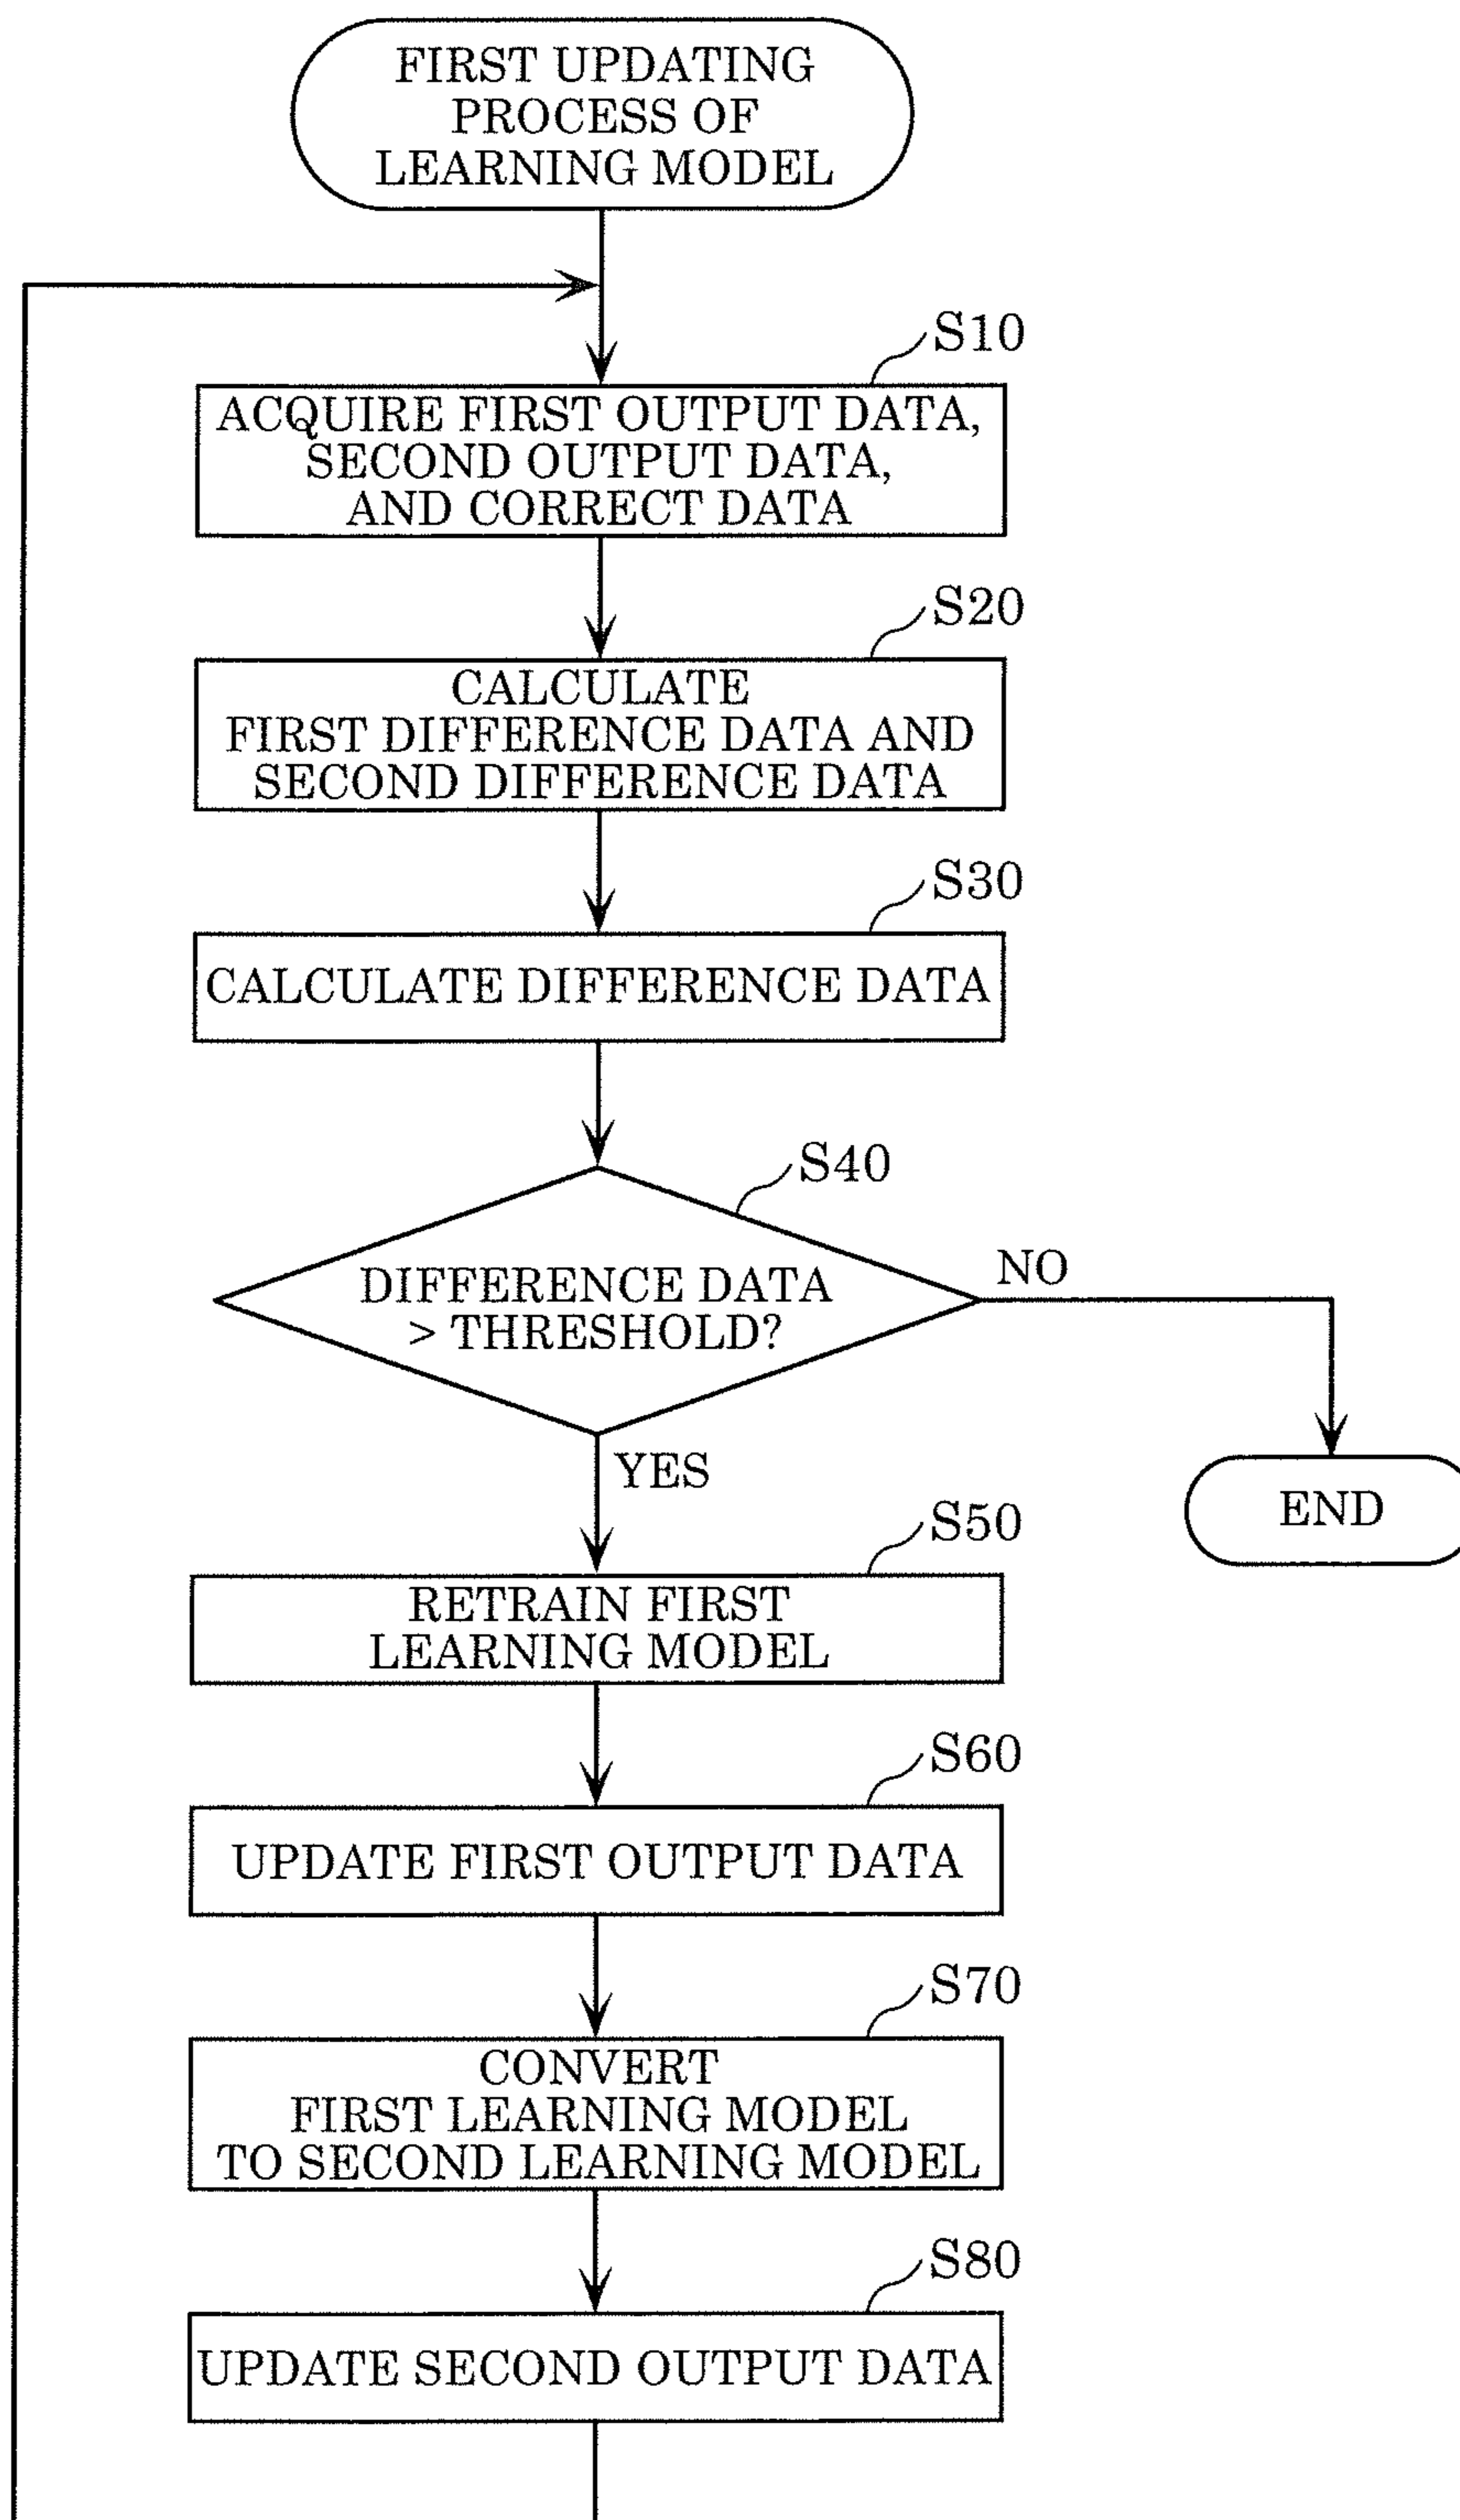 FIRST UPDATING
PROCESS OF
LEARNING MODEL
S10
ACQUIRE FIRST OUTPUT DATA,
SECOND OUTPUT DATA,
AND CORRECT DATA
S20
CALCULATE
FIRST DIFFERENCE DATA AND
SECOND DIFFERENCE DATA
S30
CALCULATE DIFFERENCE DATA
S40
DIFFERENCE DATA
> THRESHOLD?
NO
END
YES
S50
RETRAIN FIRST
LEARNING MODEL
S60
UPDATE FIRST OUTPUT DATA
S70
CONVERT
FIRST LEARNING MODEL
TO SECOND LEARNING MODEL
S80
UPDATE SECOND OUTPUT DATA